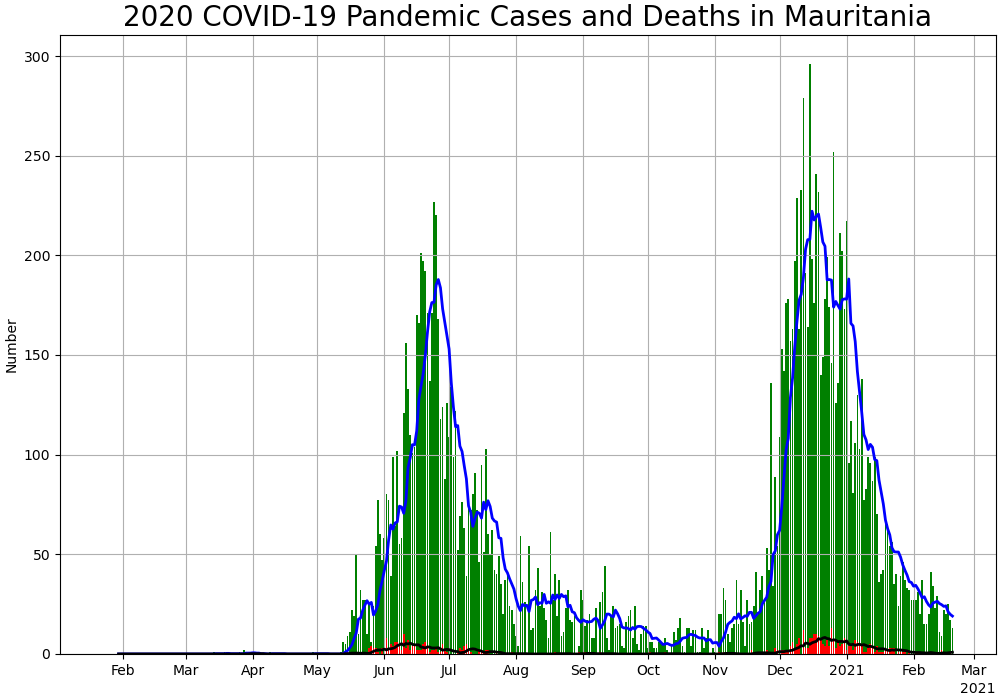 2020 COVID-19 Pandemic Cases and Deaths in Mauritania
300
250
200
150
100
50
0
Number
Feb Mar Apr May Jun Jul Aug Sep Oct Nov Dec 2021 Feb Mar
2021